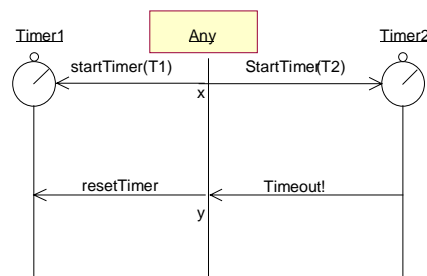 Timer1
Any
Timer2
startTimer(T1)
StartTimer(T2)
x
resetTimer
Timeout!
y